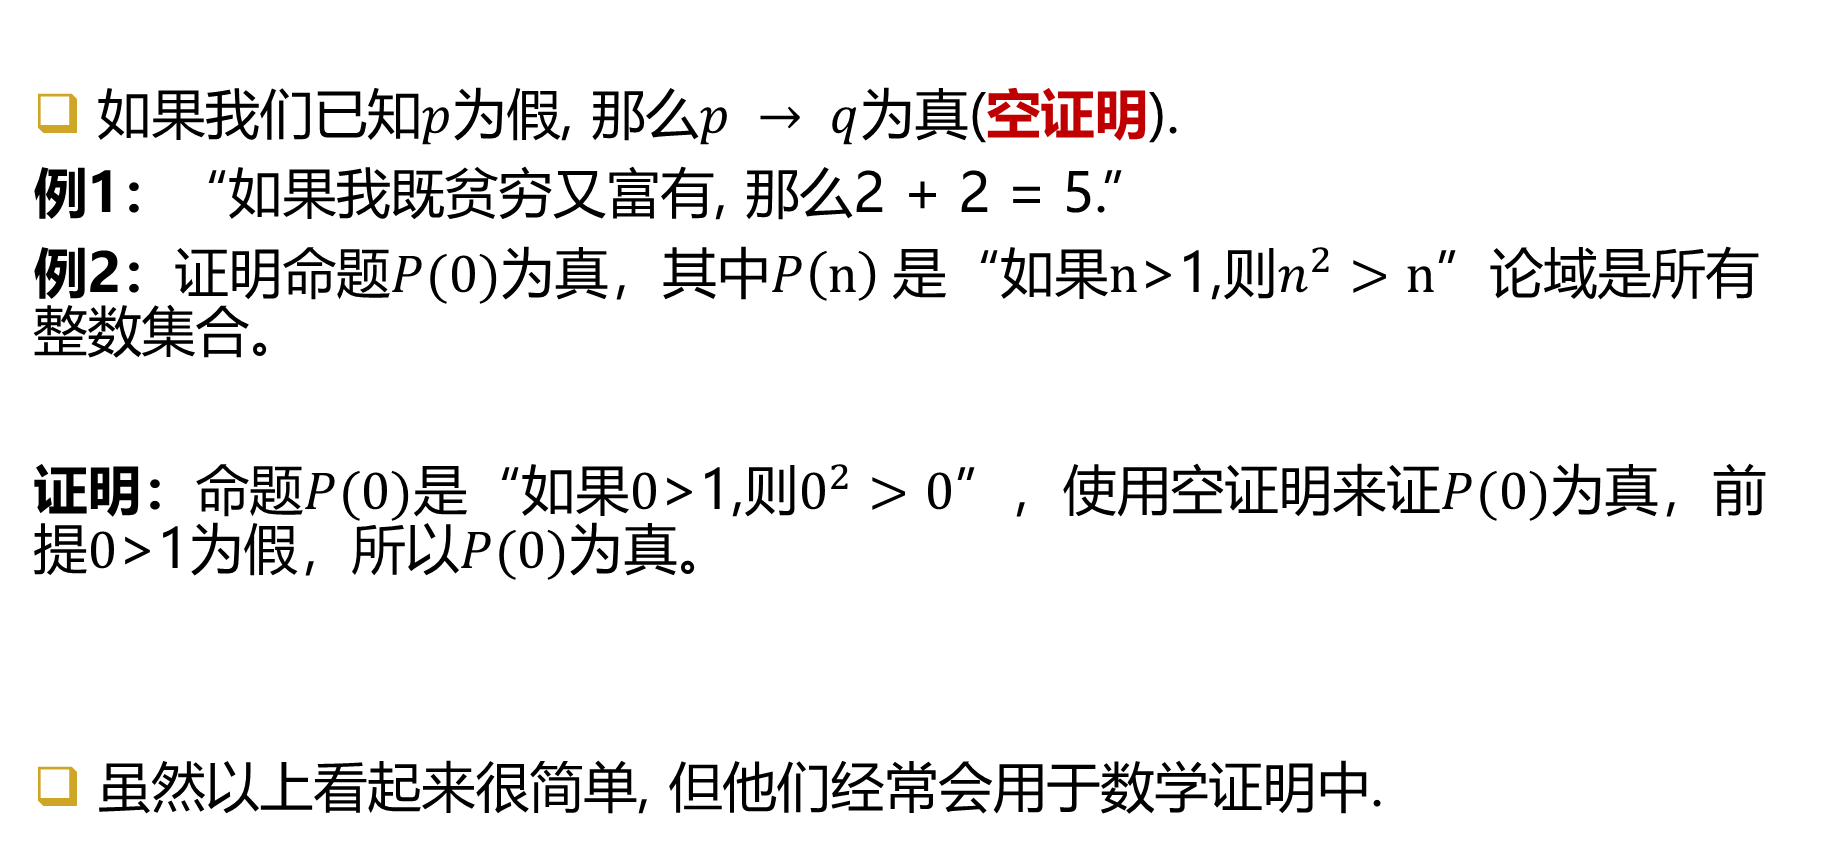 如果我们已知p为假, 那么p → q为真(空证明).
例1：“如果我既贫穷又富有, 那么2 + 2 = 5.”
例2：证明命题P(0)为真，其中P(n) 是“如果n>1,则n² > n”论域是所有
整数集合。
证明：命题P(0)是“如果0>1,则0² > 0”，使用空证明来证P(0)为真，前
提0>1为假，所以P(0)为真。
虽然以上看起来很简单, 但他们经常会用于数学证明中.